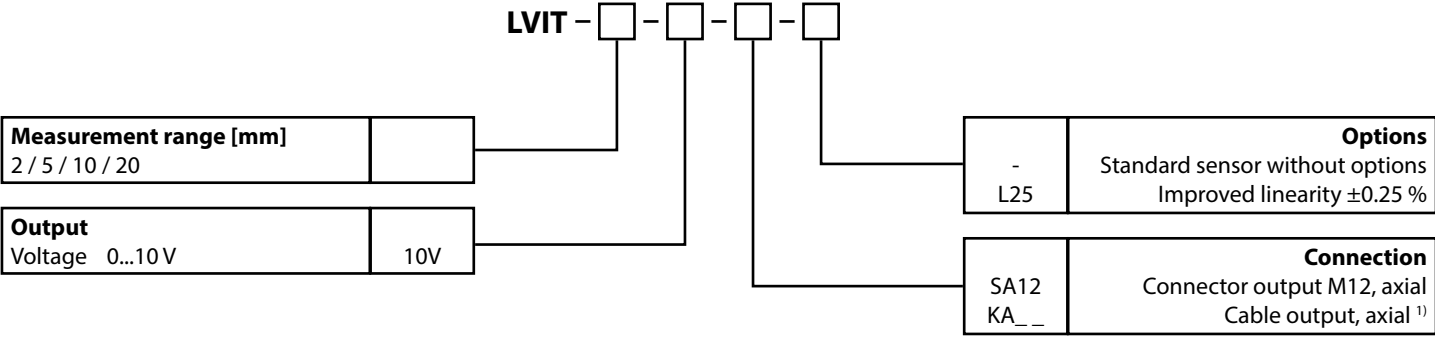 LVIT – – – –
Measurement range [mm]
2 / 5 / 10 / 20
Output
Voltage 0...10 V 10V
Options
- Standard sensor without options
L25 Improved linearity ±0.25 %
Connection
SA12 Connector output M12, axial
KA_ _ Cable output, axial 1)